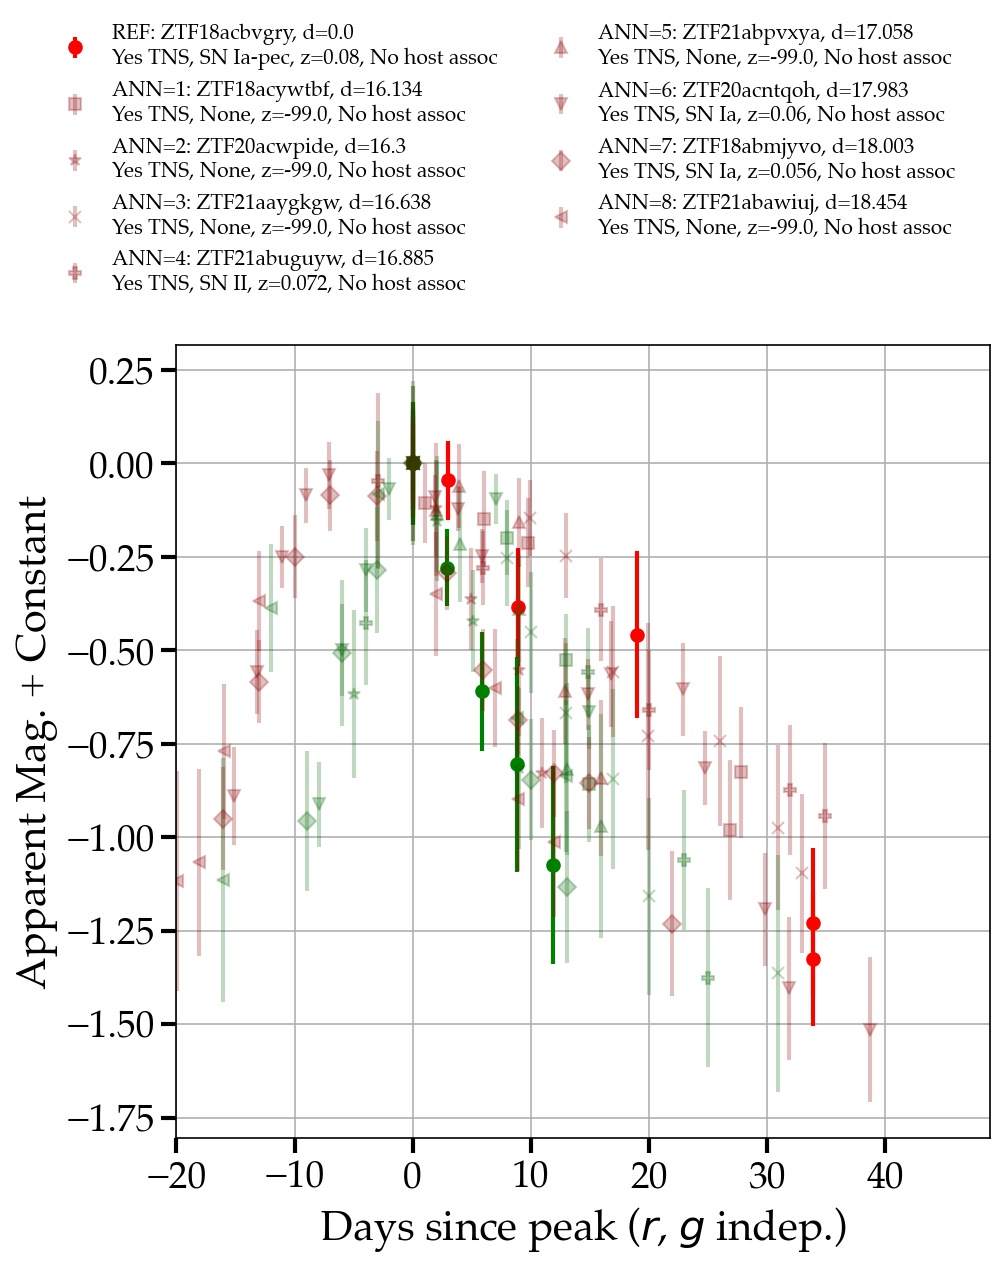 REF: ZTF18acbvgry, d=0.0
Yes TNS, SN Ia-pec, z=0.08, No host assoc
ANN=1: ZTF18acywtbf, d=16.134
Yes TNS, None, z=-99.0, No host assoc
ANN=2: ZTF20acwpide, d=16.3
Yes TNS, None, z=-99.0, No host assoc
ANN=3: ZTF21aaygkgw, d=16.638
Yes TNS, None, z=-99.0, No host assoc
ANN=4: ZTF21abuguyw, d=16.885
Yes TNS, SN II, z=0.072, No host assoc
ANN=5: ZTF21abpvxya, d=17.058
Yes TNS, None, z=-99.0, No host assoc
ANN=6: ZTF20acntqoh, d=17.983
Yes TNS, SN Ia, z=0.06, No host assoc
ANN=7: ZTF18abmjyvo, d=18.003
Yes TNS, SN Ia, z=0.056, No host assoc
ANN=8: ZTF21abawiuj, d=18.454
Yes TNS, None, z=-99.0, No host assoc
Apparent Mag. + Constant
0.25
0.00
−0.25
−0.50
−0.75
−1.00
−1.25
−1.50
−1.75
−20 −10 0 10 20 30 40
Days since peak (r, g indep.)